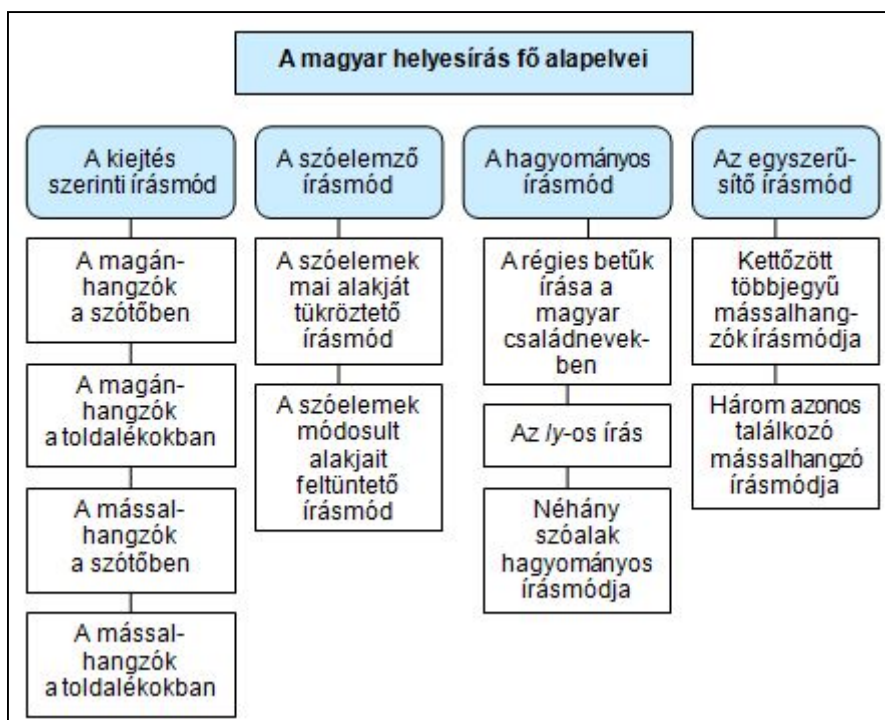 A magyar helyesírás fő alapelvei
A kiejtés
szerinti írásmód
A magán-
hangzók
a szótőben
A magán-
hangzók
a toldalékokban
A mással-
hangzók
a szótőben
A mással-
hangzók
a toldalékokban
A szóelemző
írásmód
A szóelemek
mai alakját
tükröztető
írásmód
A szóelemek
módosult
alakjait
feltüntető
írásmód
A hagyományos
írásmód
A régies betűk
írása a
magyar
családnevek-
ben
Az ly-os írás
Néhány
szóalak
hagyományos
írásmódja
Az egyszerű-
sítő írásmód
Kettőzött
többjegyű
mássalhang-
zók írásmódja
Három azonos
találkozó
mássalhangzó
írásmódja